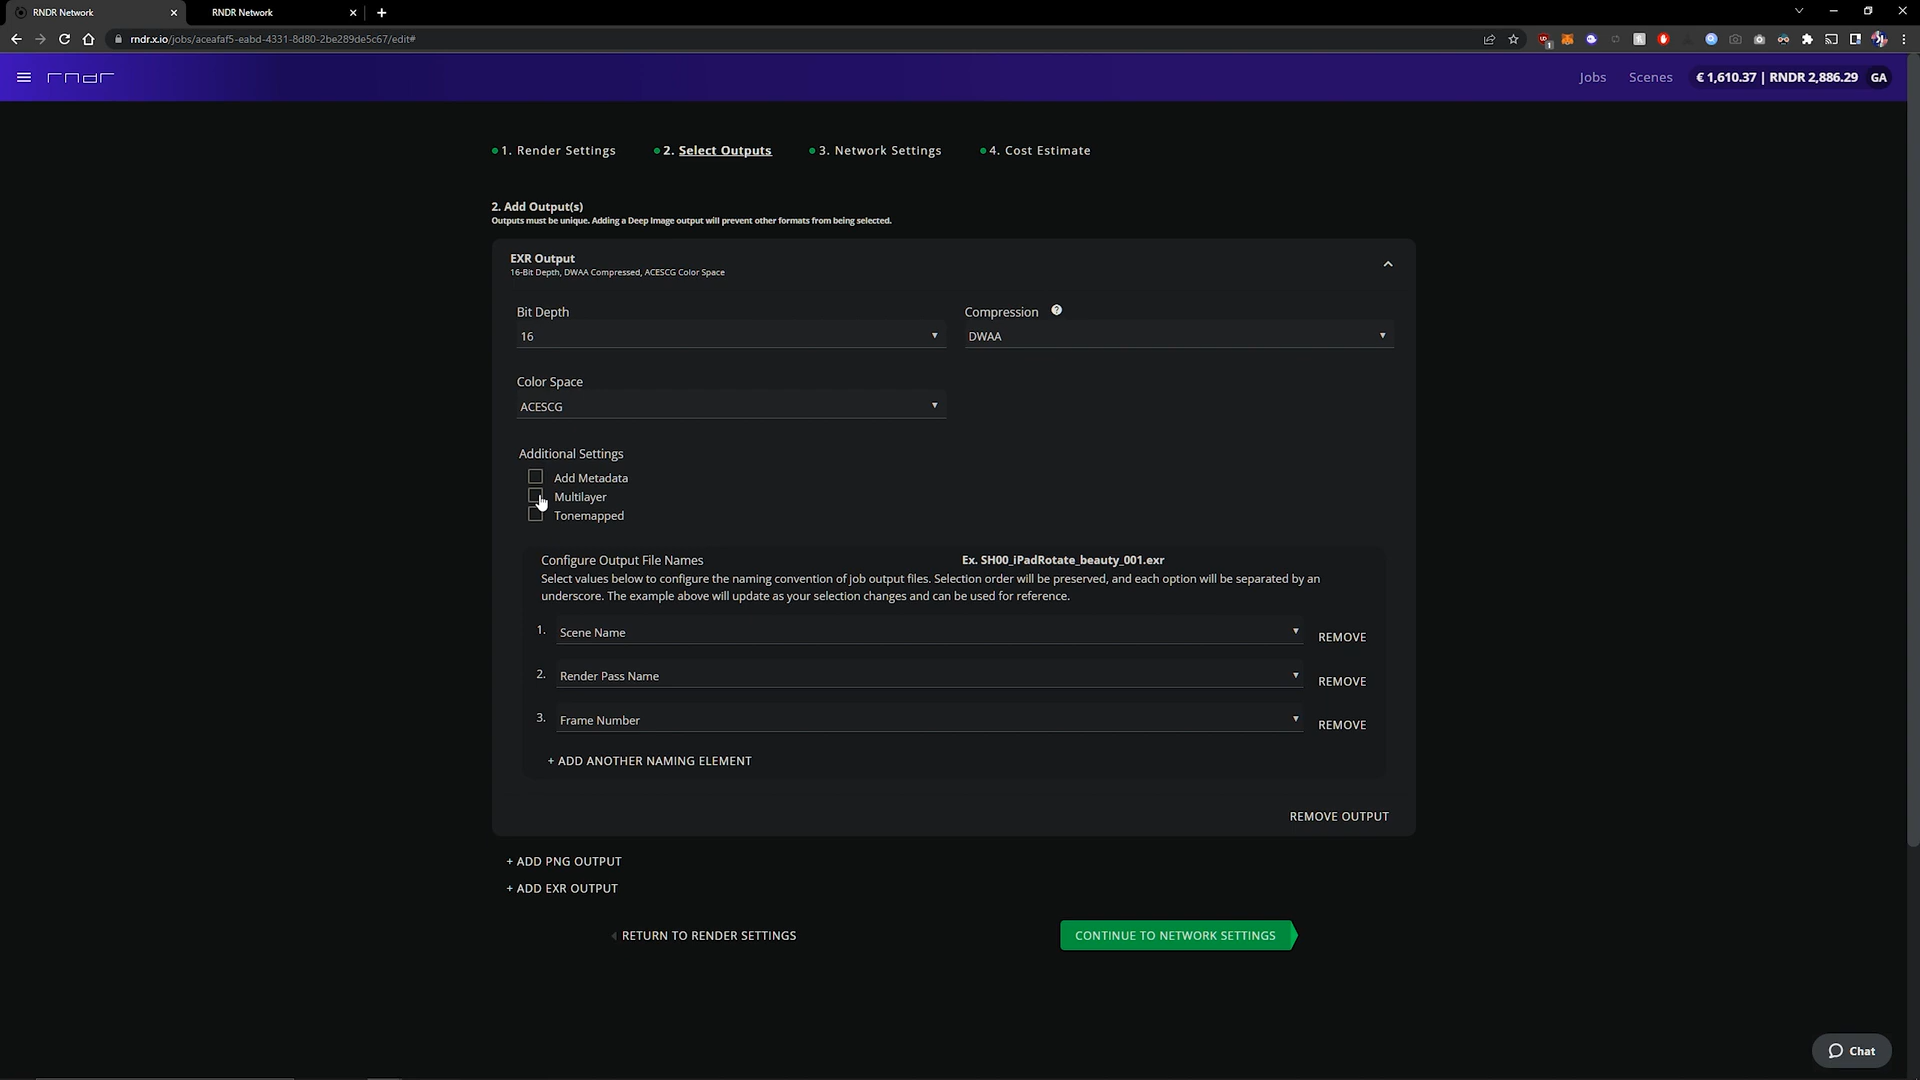 RNDR Network
RNDR Network
rndr.x.io/jobs/aceafaf5-eabd-4331-8d80-2be289de5c67/edit#
rndr
Jobs
Scenes
€ 1,610.37 | RNDR 2,886.29
GA
1. Render Settings
2. Select Outputs
3. Network Settings
4. Cost Estimate
2. Add Output(s)
Outputs must be unique. Adding a Deep Image output will prevent other formats from being selected.
EXR Output
16-Bit Depth, DWAA Compressed, ACESCG Color Space
Bit Depth
16
Compression ?
DWAA
Color Space
ACESCG
Additional Settings
Add Metadata
Multilayer
Tonemapped
Configure Output File Names
Ex. SH00_iPadRotate_beauty_001.exr
Select values below to configure the naming convention of job output files. Selection order will be preserved, and each option will be separated by an
underscore. The example above will update as your selection changes and can be used for reference.
1. Scene Name
REMOVE
2. Render Pass Name
REMOVE
3. Frame Number
REMOVE
+ ADD ANOTHER NAMING ELEMENT
REMOVE OUTPUT
+ ADD PNG OUTPUT
+ ADD EXR OUTPUT
RETURN TO RENDER SETTINGS
CONTINUE TO NETWORK SETTINGS
Chat